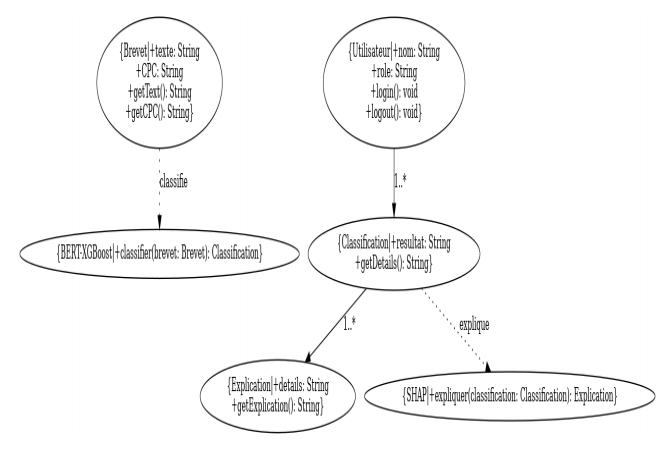 {Brevet|+texte: String
+CPC: String
+getText(): String
+getCPC(): String}
{Utilisateur|+nom: String
+role: String
+login(): void
+logout(): void}
classifie
1..*
{BERT-XGBoost|+classifier(brevet: Brevet): Classification}
{Classification|+resultat: String
+getDetails(): String}
1..*
explique
{Explication|+details: String
+getExplication(): String}
{SHAP|+expliquer(classification: Classification): Explication}